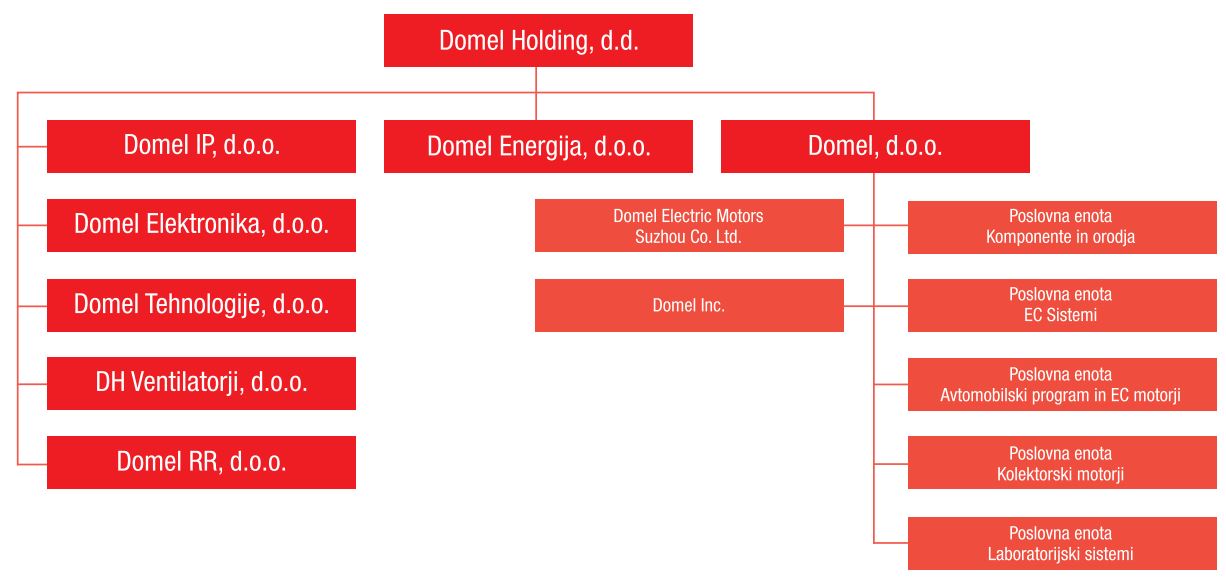 Domel Holding, d.d.
Domel IP, d.o.o.
Domel Energija, d.o.o.
Domel, d.o.o.
Domel Elektronika, d.o.o.
Domel Electric Motors
Suzhou Co. Ltd.
Poslovna enota
Komponente in orodja
Domel Tehnologije, d.o.o.
Domel Inc.
Poslovna enota
EC Sistemi
DH Ventilatorji, d.o.o.
Poslovna enota
Avtomobilski program in EC motorji
Domel RR, d.o.o.
Poslovna enota
Kolektorski motorji
Poslovna enota
Laboratorijski sistemi